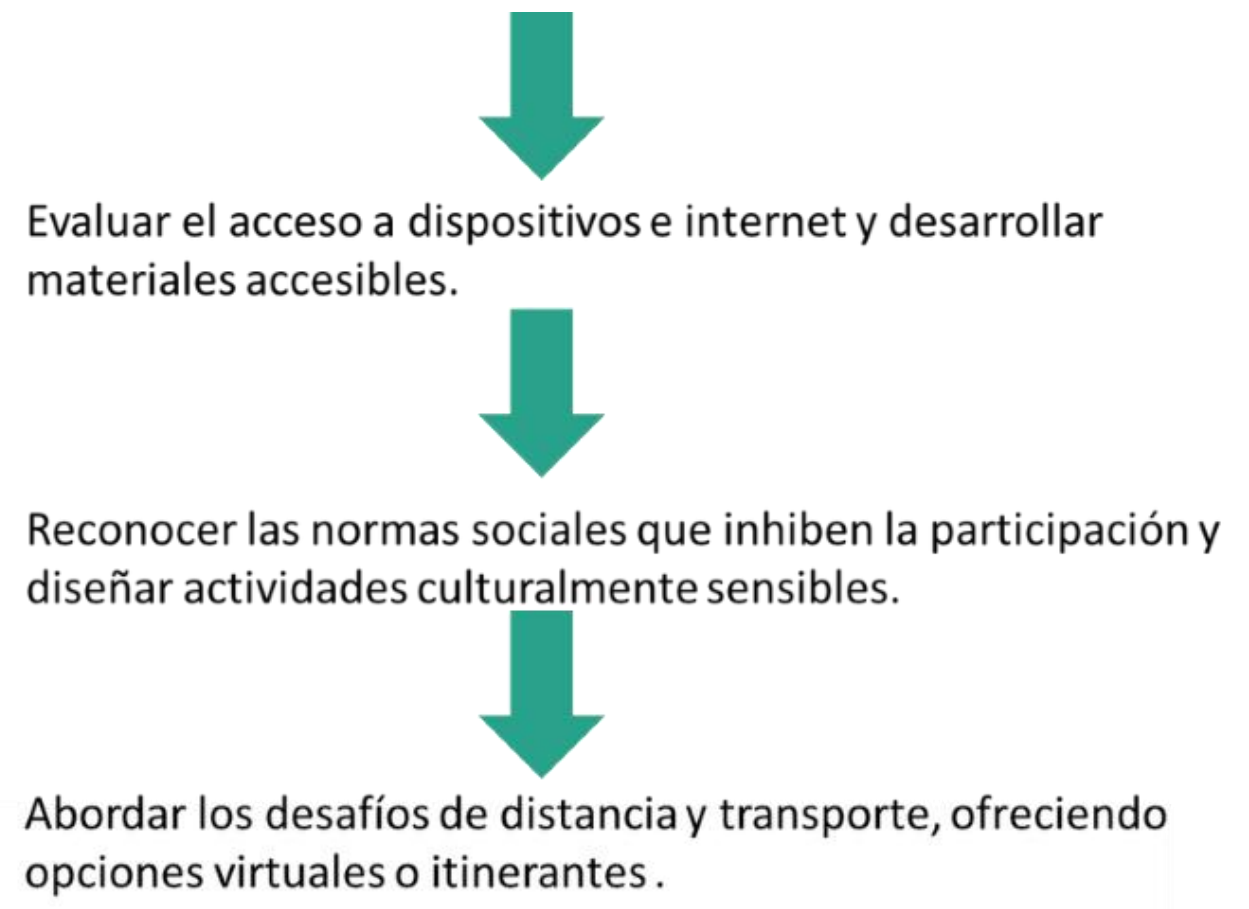 Evaluar el acceso a dispositivos e internet y desarrollar
materiales accesibles.
Reconocer las normas sociales que inhiben la participación y
diseñar actividades culturalmente sensibles.
Abordar los desafíos de distancia y transporte, ofreciendo
opciones virtuales o itinerantes .